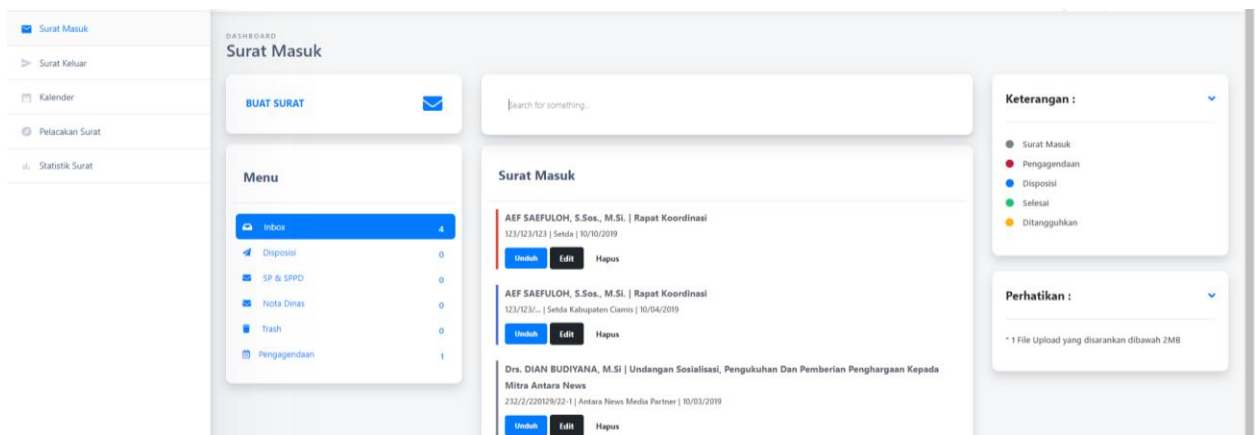 Surat Masuk
Surat Keluar
Kalender
Pelacakan Surat
Statistik Surat
DASHBOARD
Surat Masuk
BUAT SURAT
Menu
Inbox 4
Disposisi 0
SP & SPPD 0
Nota Dinas 0
Trash 0
Pengagendaan 1
Search for something...
Surat Masuk
AEF SAEFULOH, S.Sos., M.Si. | Rapat Koordinasi
123/123/123 | Setda | 10/10/2019
Unduh Edit Hapus
AEF SAEFULOH, S.Sos., M.Si. | Rapat Koordinasi
123/123/... | Setda Kabupaten Ciamis | 10/04/2019
Unduh Edit Hapus
Drs. DIAN BUDIYANA, M.Si | Undangan Sosialisasi, Pengukuhan Dan Pemberian Penghargaan Kepada
Mitra Antara News
232/2/220129/22-1 | Antara News Media Partner | 10/03/2019
Unduh Edit Hapus
Keterangan :
Surat Masuk
Pengagendaan
Disposisi
Selesai
Ditangguhkan
Perhatikan :
* 1 File Upload yang disarankan dibawah 2MB